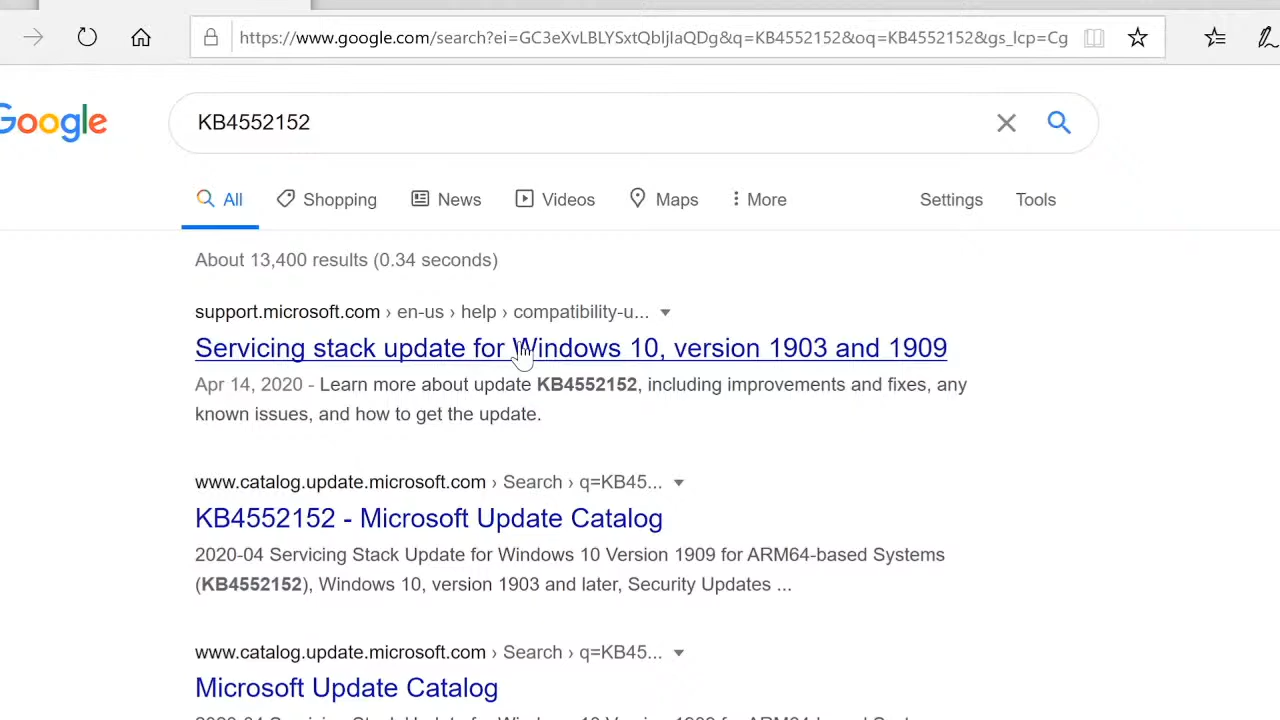 https://www.google.com/search?ei=GC3eXvLBLYSxtQbljIaQDg&q=KB4552152&oq=KB4552152&gs_lcp=Cg
Google
KB4552152
All Shopping News Videos Maps More Settings Tools
About 13,400 results (0.34 seconds)
support.microsoft.com › en-us › help › compatibility-u...
Servicing stack update for Windows 10, version 1903 and 1909
Apr 14, 2020 - Learn more about update KB4552152, including improvements and fixes, any
known issues, and how to get the update.
www.catalog.update.microsoft.com › Search › q=KB45...
KB4552152 - Microsoft Update Catalog
2020-04 Servicing Stack Update for Windows 10 Version 1909 for ARM64-based Systems
(KB4552152), Windows 10, version 1903 and later, Security Updates ...
www.catalog.update.microsoft.com › Search › q=KB45...
Microsoft Update Catalog